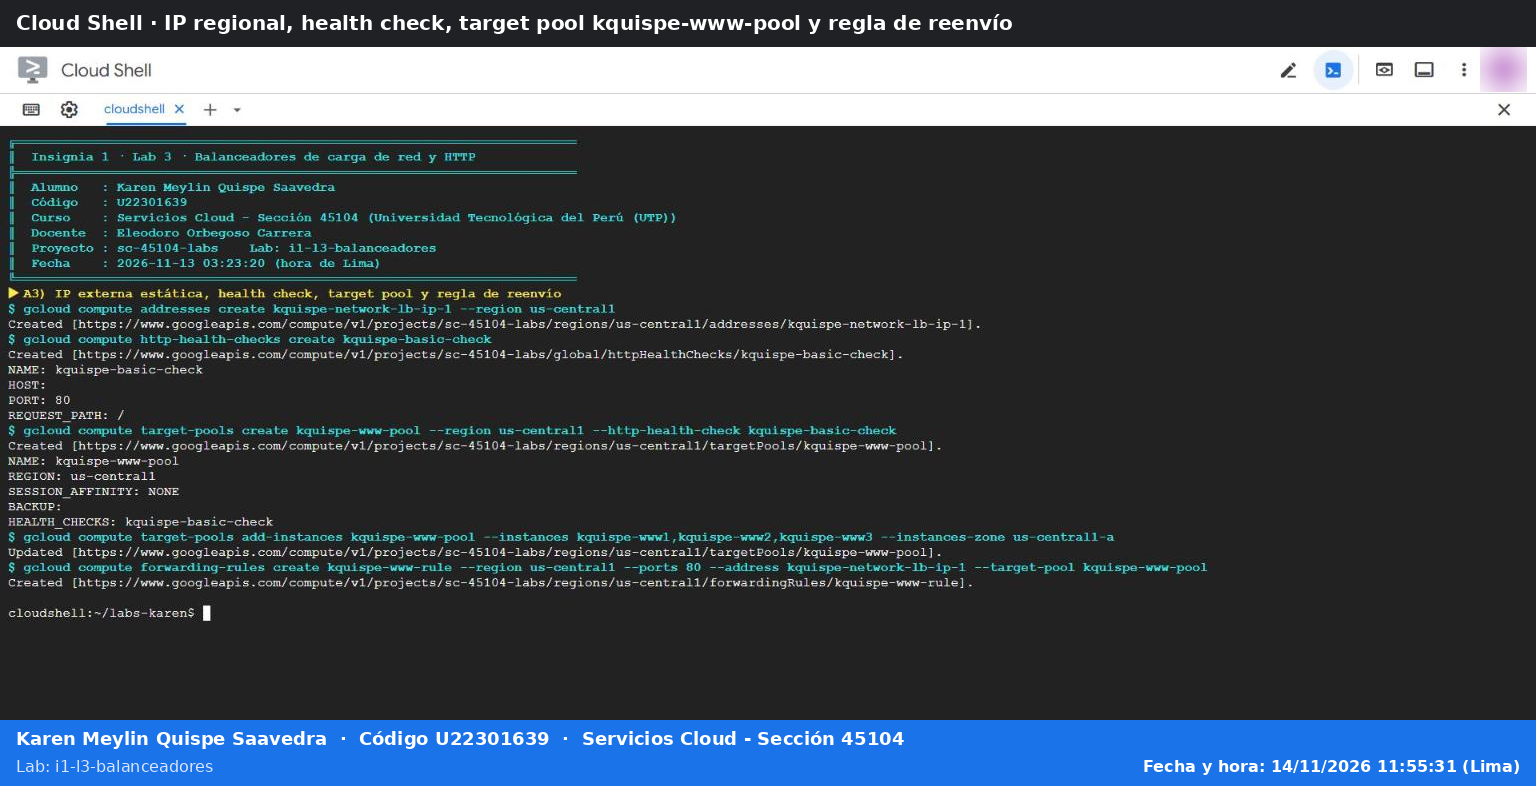 Cloud Shell · IP regional, health check, target pool kquispe-www-pool y regla de reenvío
Cloud Shell
cloudshell
Insignia 1 · Lab 3 · Balanceadores de carga de red y HTTP
Alumno   : Karen Meylin Quispe Saavedra
Código   : U22301639
Curso    : Servicios Cloud - Sección 45104 (Universidad Tecnológica del Perú (UTP))
Docente  : Eleodoro Orbegoso Carrera
Proyecto : sc-45104-labs    Lab: i1-l3-balanceadores
Fecha    : 2026-11-13 03:23:20 (hora de Lima)
▶ A3) IP externa estática, health check, target pool y regla de reenvío
$ gcloud compute addresses create kquispe-network-lb-ip-1 --region us-central1
Created [https://www.googleapis.com/compute/v1/projects/sc-45104-labs/regions/us-central1/addresses/kquispe-network-lb-ip-1].
$ gcloud compute http-health-checks create kquispe-basic-check
Created [https://www.googleapis.com/compute/v1/projects/sc-45104-labs/global/httpHealthChecks/kquispe-basic-check].
NAME: kquispe-basic-check
HOST:
PORT: 80
REQUEST_PATH: /
$ gcloud compute target-pools create kquispe-www-pool --region us-central1 --http-health-check kquispe-basic-check
Created [https://www.googleapis.com/compute/v1/projects/sc-45104-labs/regions/us-central1/targetPools/kquispe-www-pool].
NAME: kquispe-www-pool
REGION: us-central1
SESSION_AFFINITY: NONE
BACKUP:
HEALTH_CHECKS: kquispe-basic-check
$ gcloud compute target-pools add-instances kquispe-www-pool --instances kquispe-www1,kquispe-www2,kquispe-www3 --instances-zone us-central1-a
Updated [https://www.googleapis.com/compute/v1/projects/sc-45104-labs/regions/us-central1/targetPools/kquispe-www-pool].
$ gcloud compute forwarding-rules create kquispe-www-rule --region us-central1 --ports 80 --address kquispe-network-lb-ip-1 --target-pool kquispe-www-pool
Created [https://www.googleapis.com/compute/v1/projects/sc-45104-labs/regions/us-central1/forwardingRules/kquispe-www-rule].
cloudshell:~/labs-karen$
Karen Meylin Quispe Saavedra  ·  Código U22301639  ·  Servicios Cloud - Sección 45104
Lab: i1-l3-balanceadores
Fecha y hora: 14/11/2026 11:55:31 (Lima)